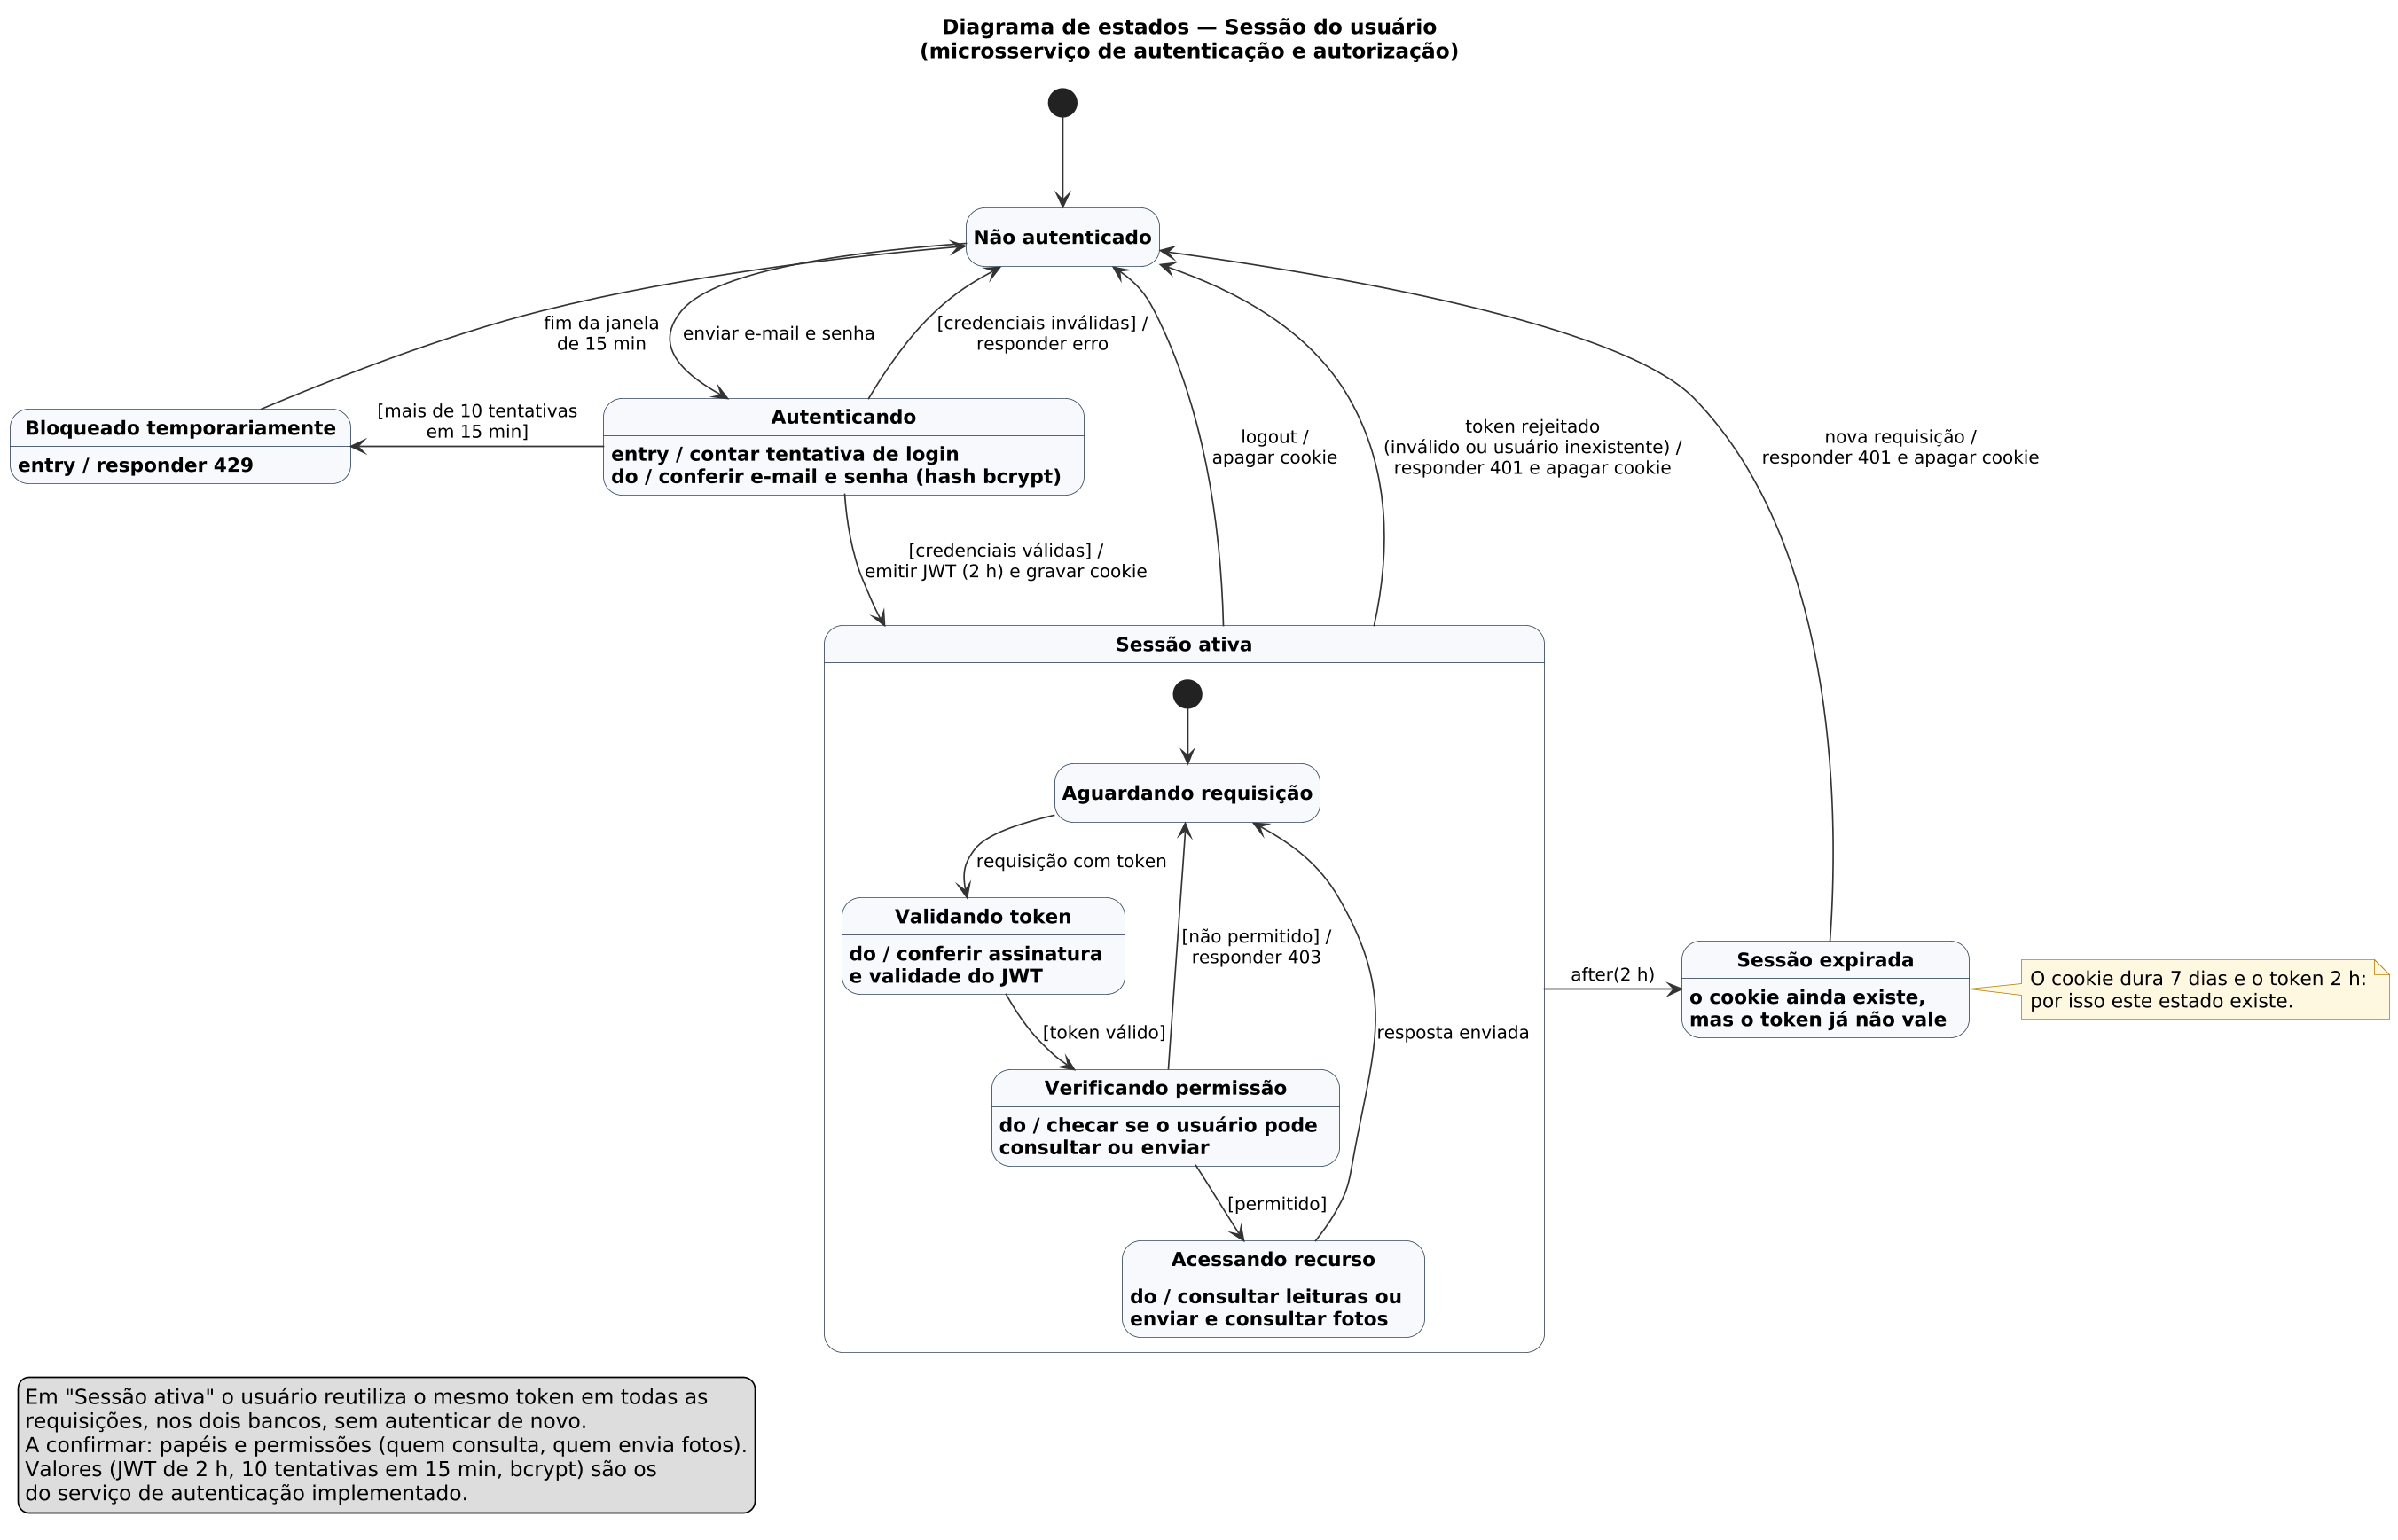 Diagrama de estados — Sessão do usuário
(microsserviço de autenticação e autorização)
Não autenticado
fim da janela
de 15 min
enviar e-mail e senha
[credenciais inválidas] /
responder erro
Bloqueado temporariamente
entry / responder 429
[mais de 10 tentativas
em 15 min]
Autenticando
entry / contar tentativa de login
do / conferir e-mail e senha (hash bcrypt)
logout /
apagar cookie
token rejeitado
(inválido ou usuário inexistente) /
responder 401 e apagar cookie
nova requisição /
responder 401 e apagar cookie
[credenciais válidas] /
emitir JWT (2 h) e gravar cookie
Sessão ativa
Aguardando requisição
requisição com token
Validando token
do / conferir assinatura
e validade do JWT
[não permitido] /
responder 403
[token válido]
resposta enviada
Verificando permissão
do / checar se o usuário pode
consultar ou enviar
[permitido]
Acessando recurso
do / consultar leituras ou
enviar e consultar fotos
after(2 h)
Sessão expirada
o cookie ainda existe,
mas o token já não vale
O cookie dura 7 dias e o token 2 h:
por isso este estado existe.
Em "Sessão ativa" o usuário reutiliza o mesmo token em todas as
requisições, nos dois bancos, sem autenticar de novo.
A confirmar: papéis e permissões (quem consulta, quem envia fotos).
Valores (JWT de 2 h, 10 tentativas em 15 min, bcrypt) são os
do serviço de autenticação implementado.